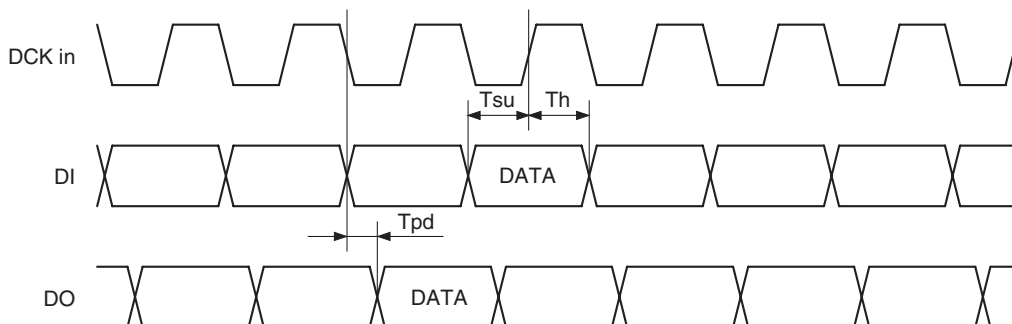 DCK in
Tsu Th
DI
DATA
Tpd
DO
DATA